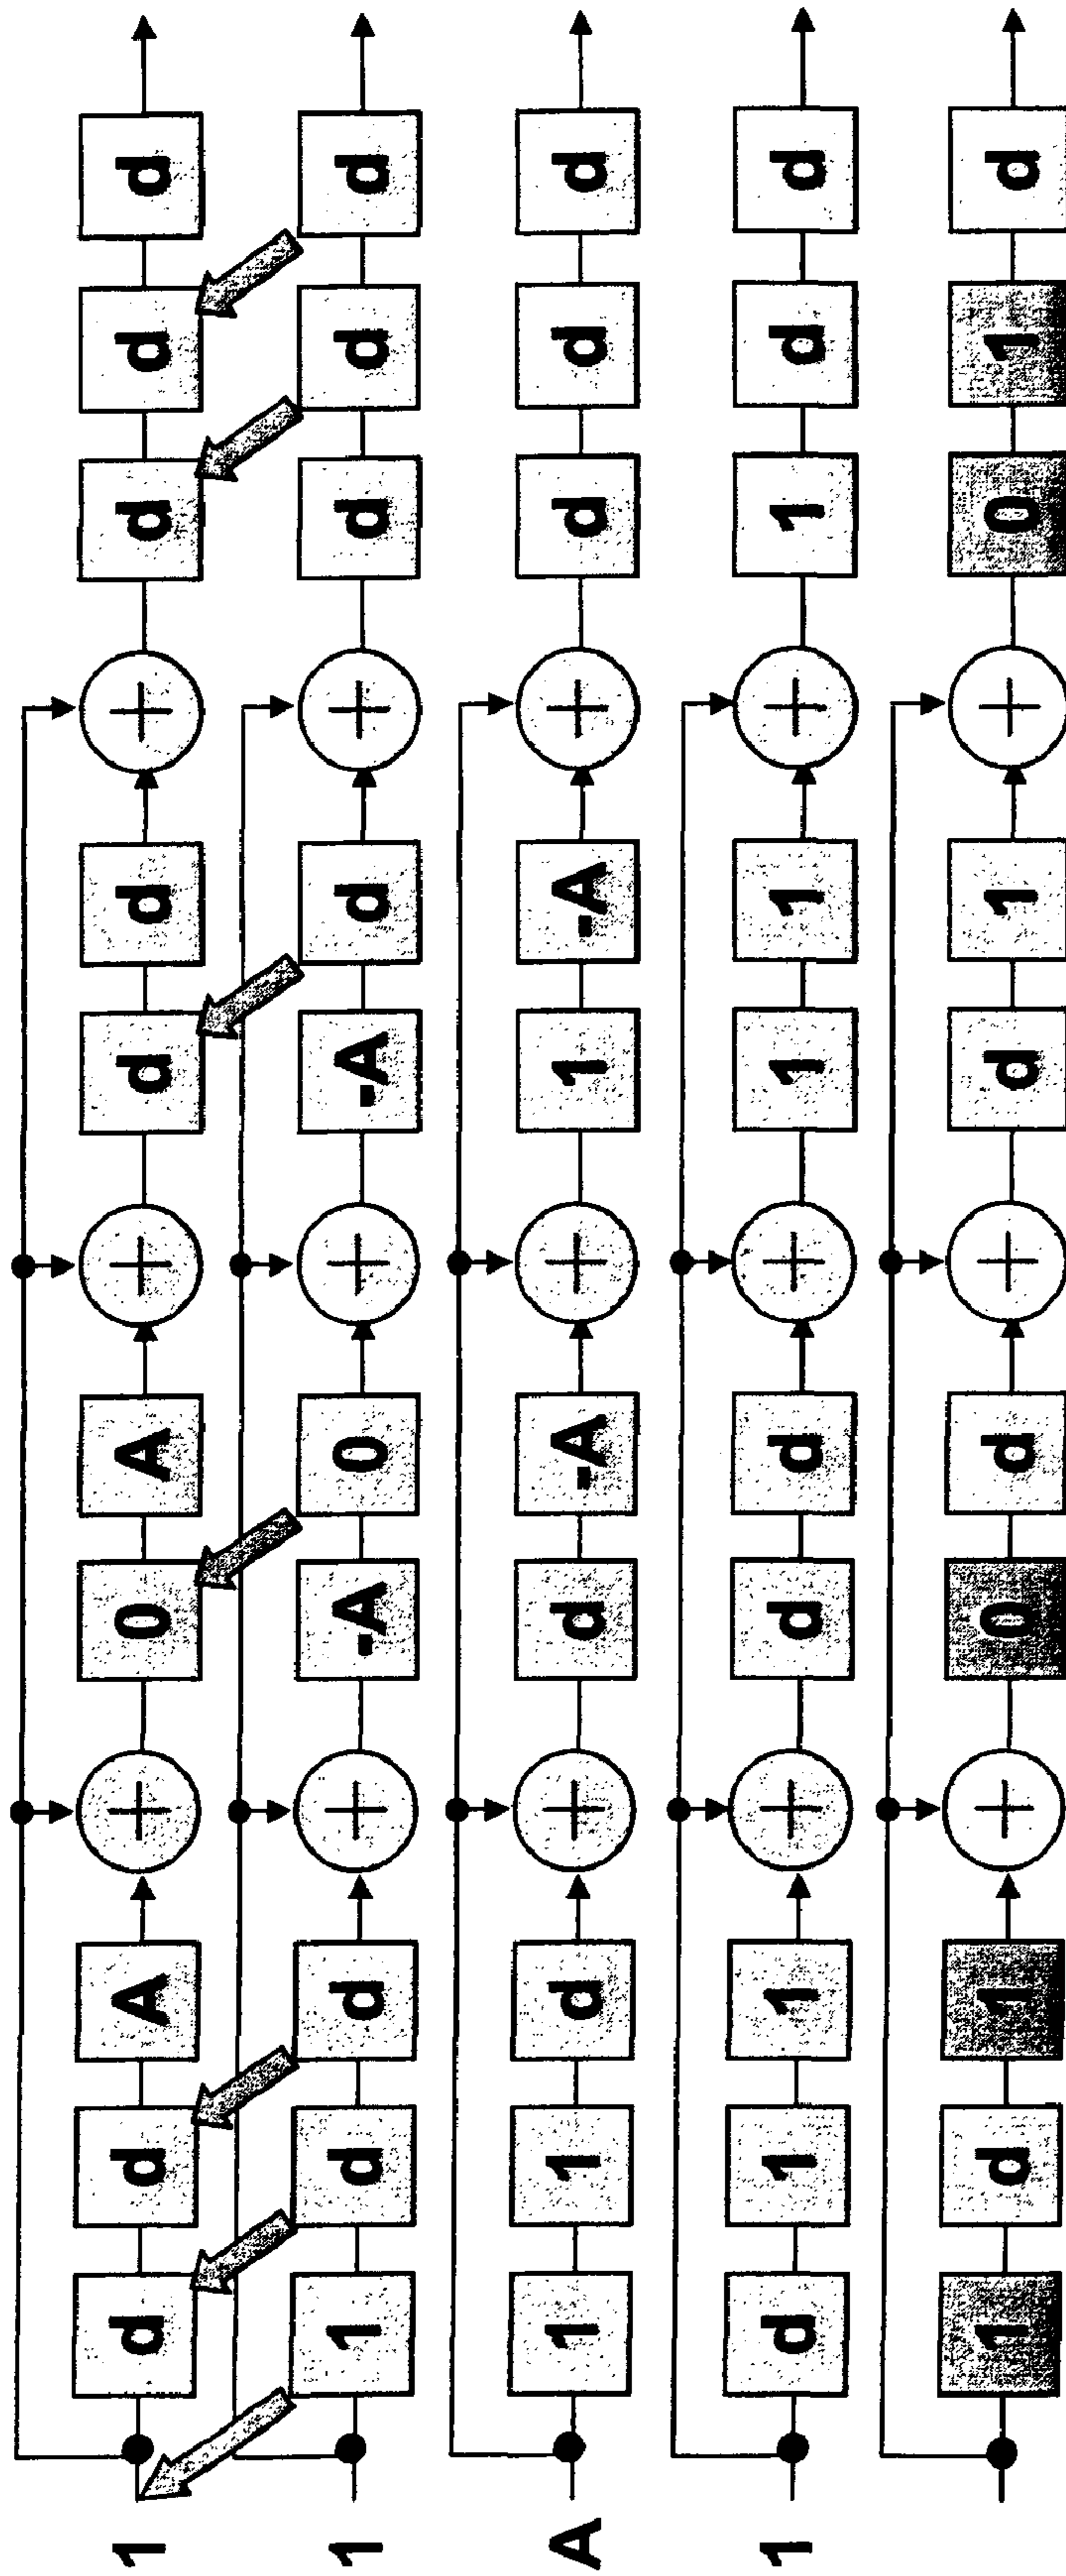 1 d d A + 0 A + d d + d d d
1 1 d d + -A 0 + -A d + d d d
A 1 1 d + d -A + 1 -A + d d d
1 d 1 1 + d d + 1 1 + 1 d d
1 d 1 + 0 d + d 1 + 0 1 d